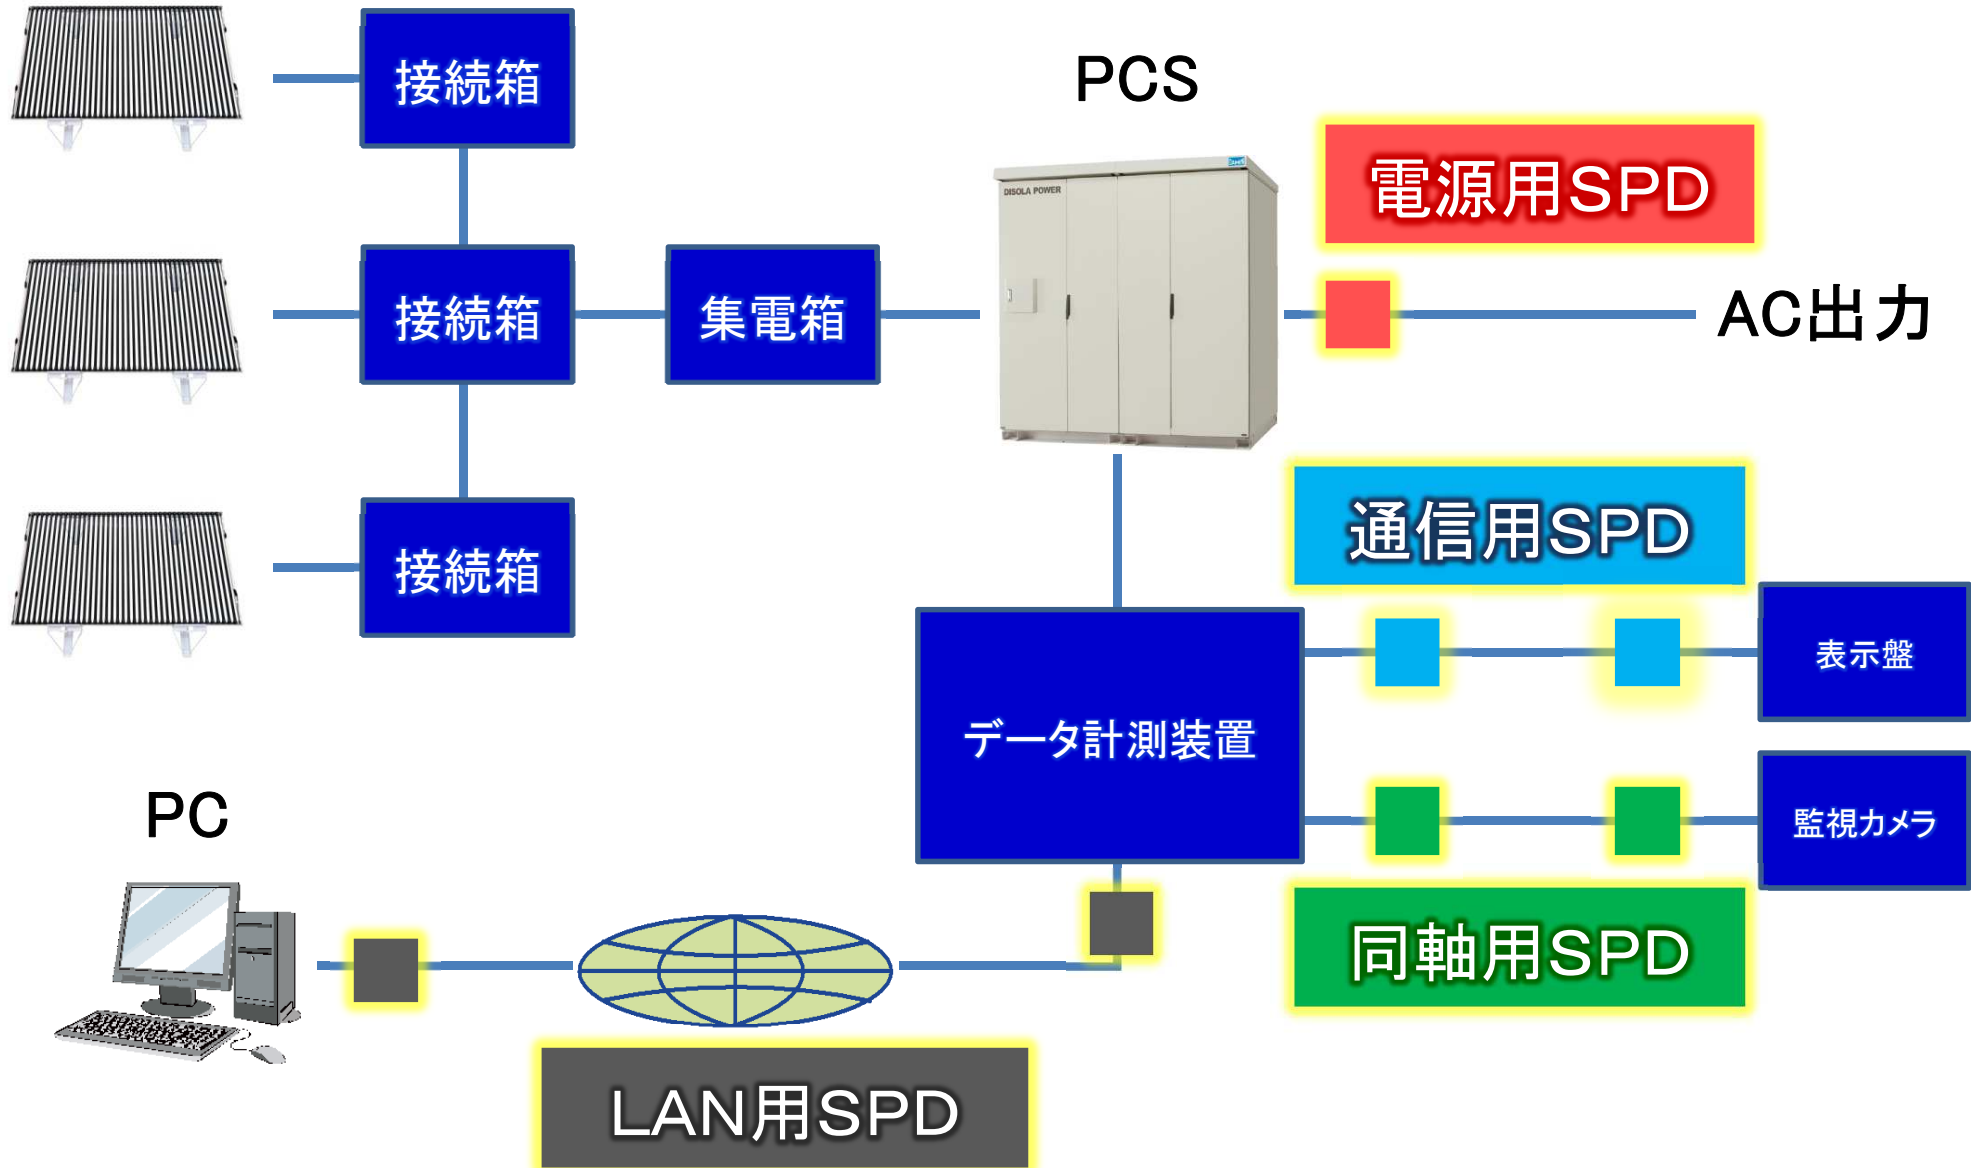 接続箱
PCS
電源用SPD
DISOLA POWER
接続箱
集電箱
AC出力
通信用SPD
接続箱
表示盤
データ計測装置
PC
監視カメラ
同軸用SPD
LAN用SPD